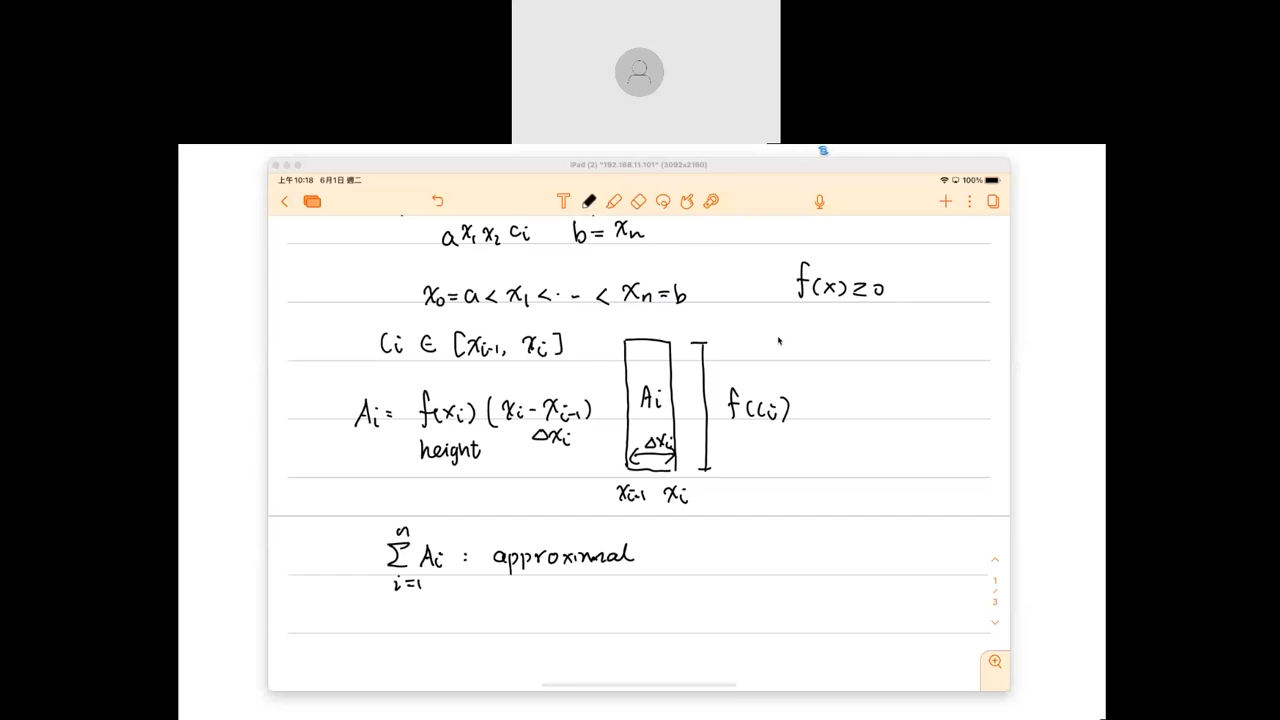 iPad (2) "192.168.11.101" (3092x2160)
上午10:18 6月1日 週二 100%
a x₁ x₂ cᵢ b = xₙ
x₀ = a < x₁ < ··· < xₙ = b f(x) ≥ 0
cᵢ ∈ [xᵢ₋₁, xᵢ]
Aᵢ = f(xᵢ) (xᵢ - xᵢ₋₁) Aᵢ f(cᵢ)
height Δxᵢ Δxᵢ
xᵢ₋₁ xᵢ
n
Σ Aᵢ : approximal
i=1
1
/
3